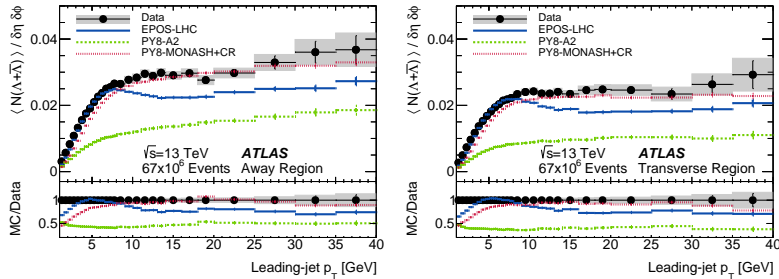 Data
EPOS-LHC
PY8-A2
PY8-MONASH+CR
⟨ N(Λ+Λ̅) ⟩ / δη δφ
0.04
0.02
0
√s=13 TeV ATLAS
67x10⁶ Events Away Region
MC/Data
1
0.5
5 10 15 20 25 30 35 40
Leading-jet p_T [GeV]
Data
EPOS-LHC
PY8-A2
PY8-MONASH+CR
⟨ N(Λ+Λ̅) ⟩ / δη δφ
0.04
0.02
0
√s=13 TeV ATLAS
67x10⁶ Events Transverse Region
MC/Data
1
0.5
5 10 15 20 25 30 35 40
Leading-jet p_T [GeV]